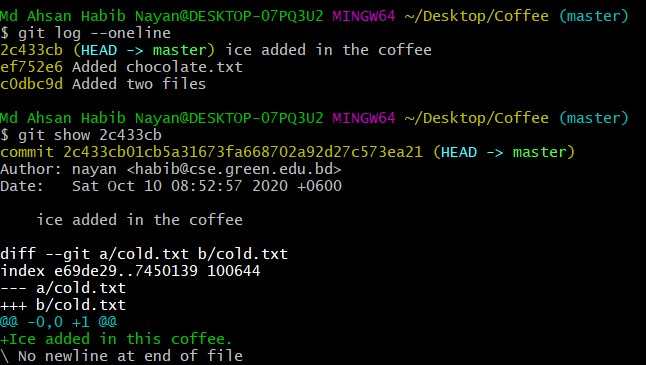 Md Ahsan Habib Nayan@DESKTOP-07PQ3U2 MINGW64 ~/Desktop/Coffee (master)
$ git log --oneline
2c433cb (HEAD -> master) ice added in the coffee
ef752e6 Added chocolate.txt
c0dbc9d Added two files
Md Ahsan Habib Nayan@DESKTOP-07PQ3U2 MINGW64 ~/Desktop/Coffee (master)
$ git show 2c433cb
commit 2c433cb01cb5a31673fa668702a92d27c573ea21 (HEAD -> master)
Author: nayan <habib@cse.green.edu.bd>
Date:   Sat Oct 10 08:52:57 2020 +0600
    ice added in the coffee
diff --git a/cold.txt b/cold.txt
index e69de29..7450139 100644
--- a/cold.txt
+++ b/cold.txt
@@ -0,0 +1 @@
+Ice added in this coffee.
\ No newline at end of file